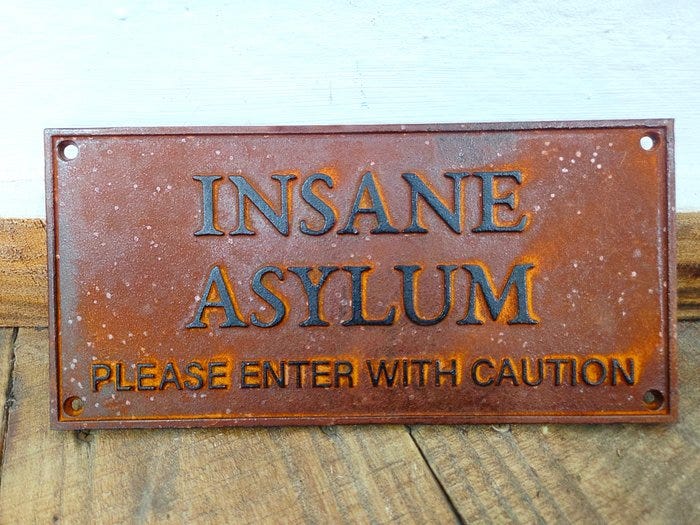 INSANE
ASYLUM
PLEASE ENTER WITH CAUTION